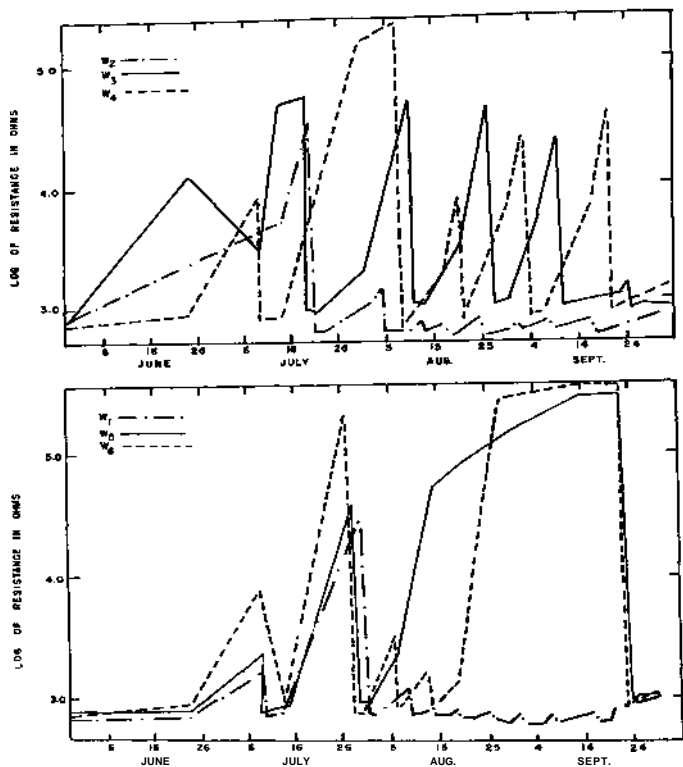 5.0
W₂
W₃
W₄
4.0
3.0
LOG OF RESISTANCE IN OHMS
6 16 26 6 16 26 5 15 25 4 14 24
JUNE JULY AUG. SEPT.
W₁
W₆
5.0
4.0
3.0
LOG OF RESISTANCE IN OHMS
6 16 26 6 16 26 5 15 25 4 14 24
JUNE JULY AUG. SEPT.